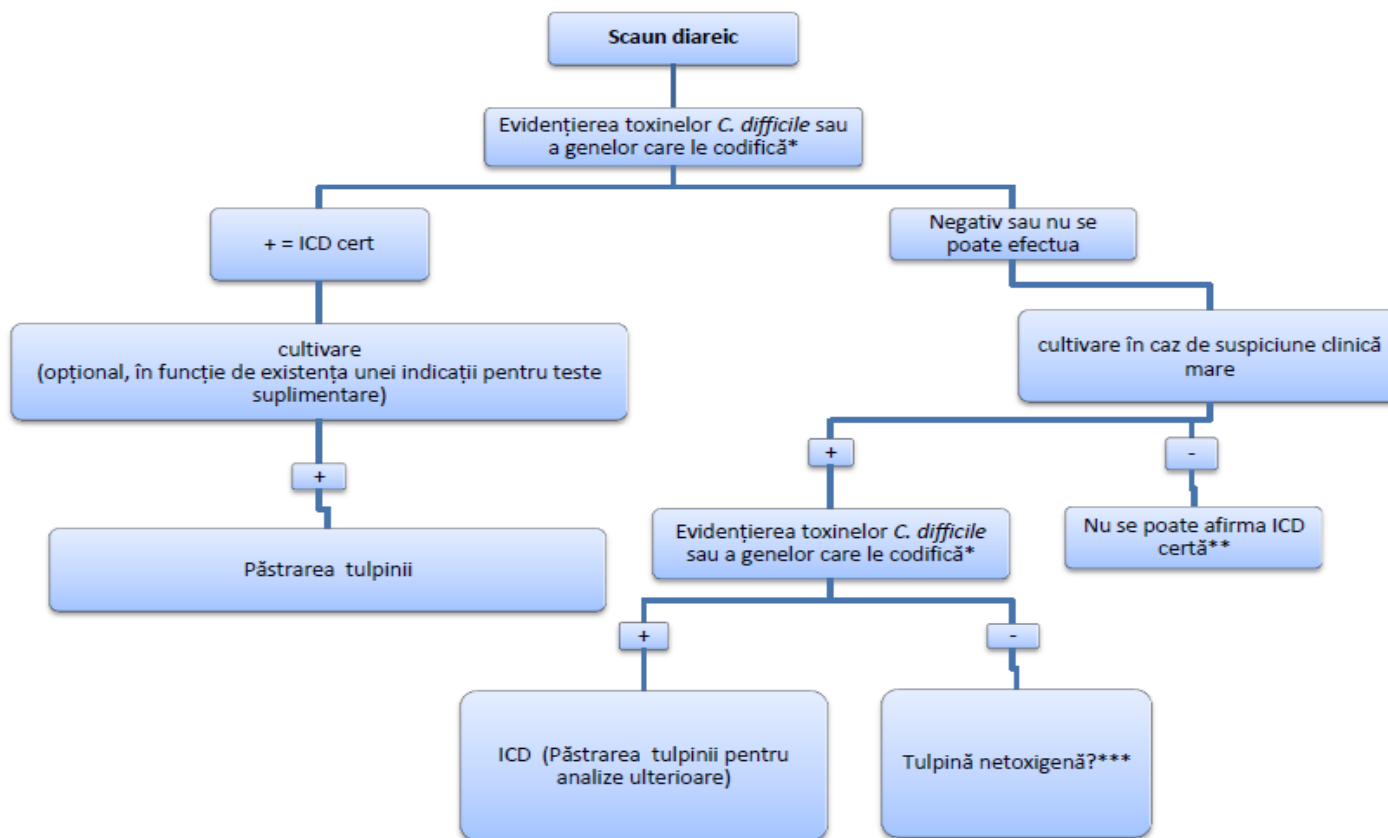 Scaun diareic
Evidențierea toxinelor C. difficile sau
a genelor care le codifică*
+ = ICD cert
Negativ sau nu se
poate efectua
cultivare
(opțional, în funcție de existența unei indicații pentru teste
suplimentare)
cultivare în caz de suspiciune clinică
mare
+
+
-
Păstrarea tulpinii
Evidențierea toxinelor C. difficile
sau a genelor care le codifică*
Nu se poate afirma ICD
certă**
+
-
ICD (Păstrarea tulpinii pentru
analize ulterioare)
Tulpină netoxigenă?***